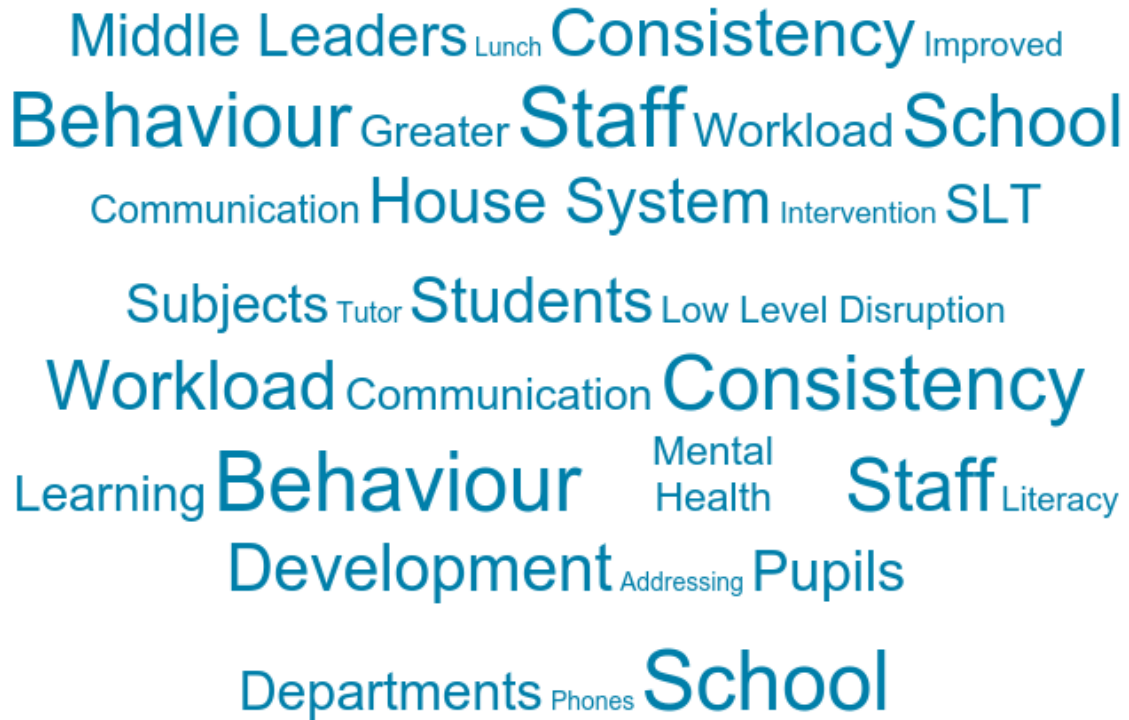 Middle Leaders Lunch Consistency Improved
Behaviour Greater Staff Workload School
Communication House System Intervention SLT
Subjects Tutor Students Low Level Disruption
Workload Communication Consistency
Learning Behaviour Mental Health Staff Literacy
Development Addressing Pupils
Departments Phones School